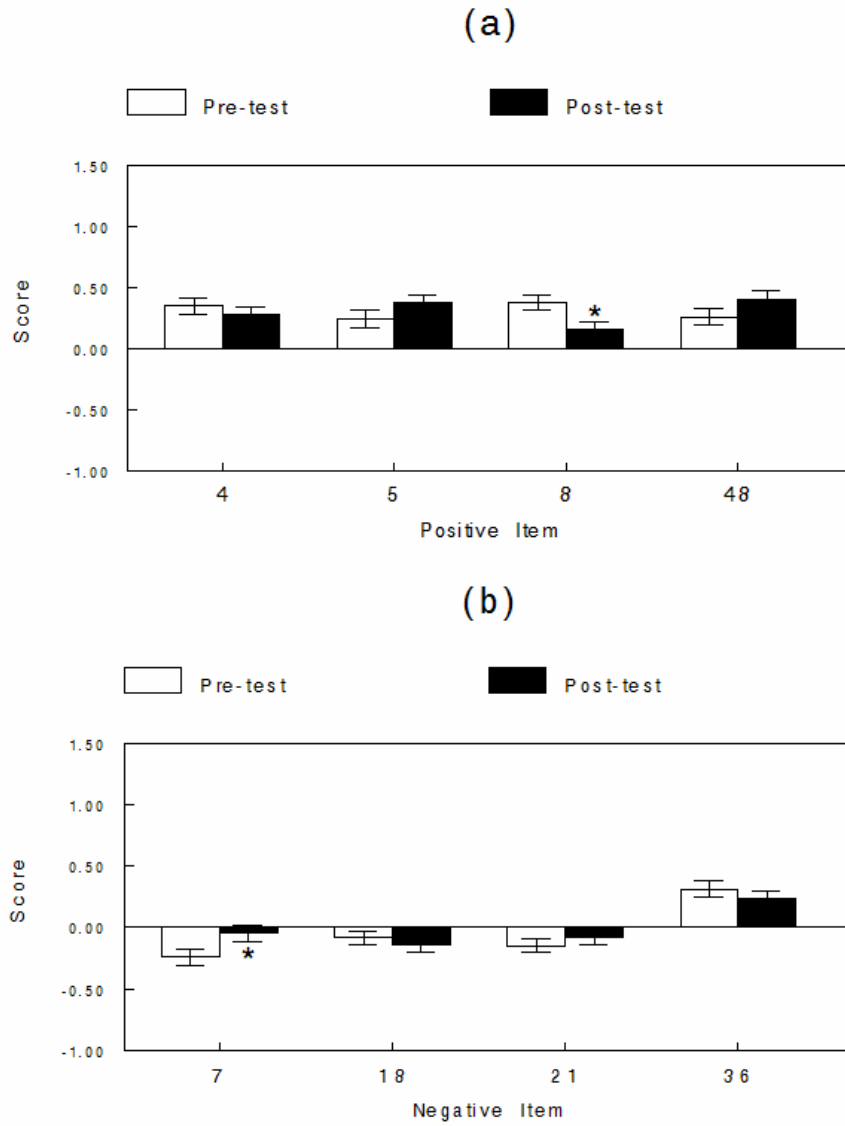 (a)
Pre-test Post-test
1.50
1.00
0.50
0.00
-0.50
-1.00
Score
*
4 5 8 48
Positive Item
(b)
Pre-test Post-test
1.50
1.00
0.50
0.00
-0.50
-1.00
Score
*
7 18 21 36
Negative Item